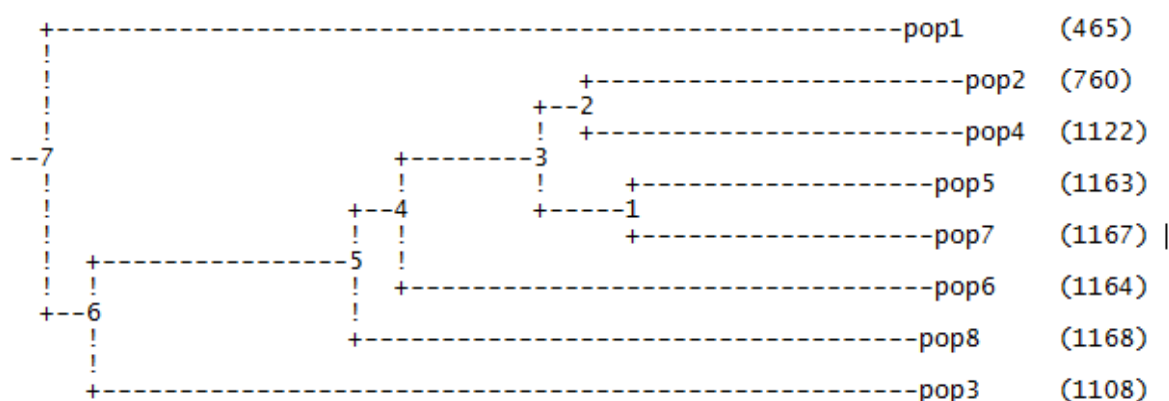 +-------------------------------------------------------pop1 (465)
!
! +------------------------pop2 (760)
! +--2
! ! +------------------------pop4 (1122)
--7 +--------3
! ! ! +-------------------pop5 (1163)
! +--4 +-----1
! ! ! +-------------------pop7 (1167) |
! +----------------5 !
! ! ! +----------------------------------pop6 (1164)
+--6 !
! +------------------------------------pop8 (1168)
!
+-----------------------------------------------------pop3 (1108)